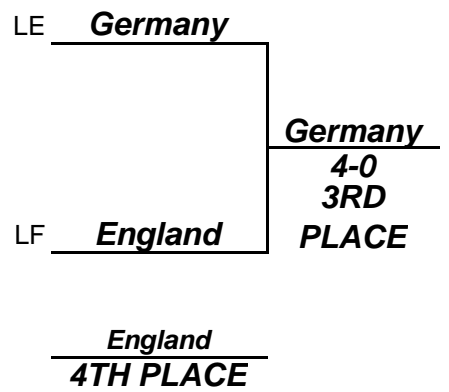 LE Germany
Germany
4-0
3RD
LF England PLACE
England
4TH PLACE